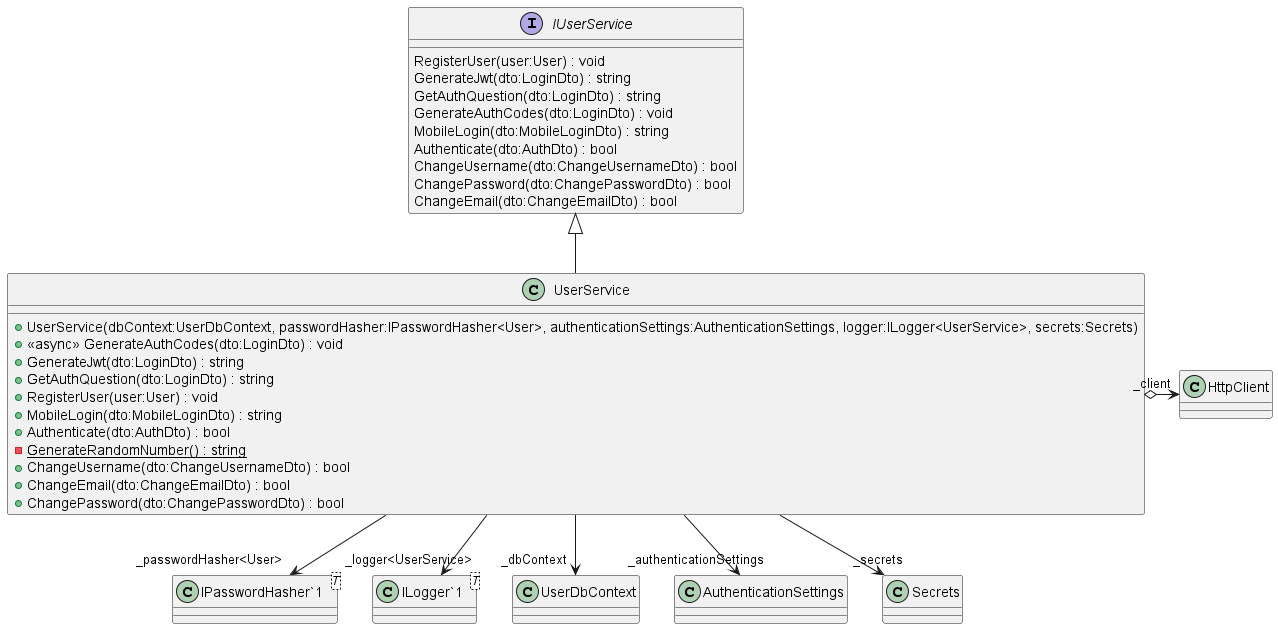 I IUserService
RegisterUser(user:User) : void
GenerateJwt(dto:LoginDto) : string
GetAuthQuestion(dto:LoginDto) : string
GenerateAuthCodes(dto:LoginDto) : void
MobileLogin(dto:MobileLoginDto) : string
Authenticate(dto:AuthDto) : bool
ChangeUsername(dto:ChangeUsernameDto) : bool
ChangePassword(dto:ChangePasswordDto) : bool
ChangeEmail(dto:ChangeEmailDto) : bool
C UserService
UserService(dbContext:UserDbContext, passwordHasher:IPasswordHasher<User>, authenticationSettings:AuthenticationSettings, logger:ILogger<UserService>, secrets:Secrets)
«async» GenerateAuthCodes(dto:LoginDto) : void
GenerateJwt(dto:LoginDto) : string
GetAuthQuestion(dto:LoginDto) : string
RegisterUser(user:User) : void
MobileLogin(dto:MobileLoginDto) : string
Authenticate(dto:AuthDto) : bool
GenerateRandomNumber() : string
ChangeUsername(dto:ChangeUsernameDto) : bool
ChangeEmail(dto:ChangeEmailDto) : bool
ChangePassword(dto:ChangePasswordDto) : bool
_client
C HttpClient
_passwordHasher<User>
_logger<UserService>
_dbContext
_authenticationSettings
_secrets
C IPasswordHasher`1 T
C ILogger`1 T
C UserDbContext
C AuthenticationSettings
C Secrets